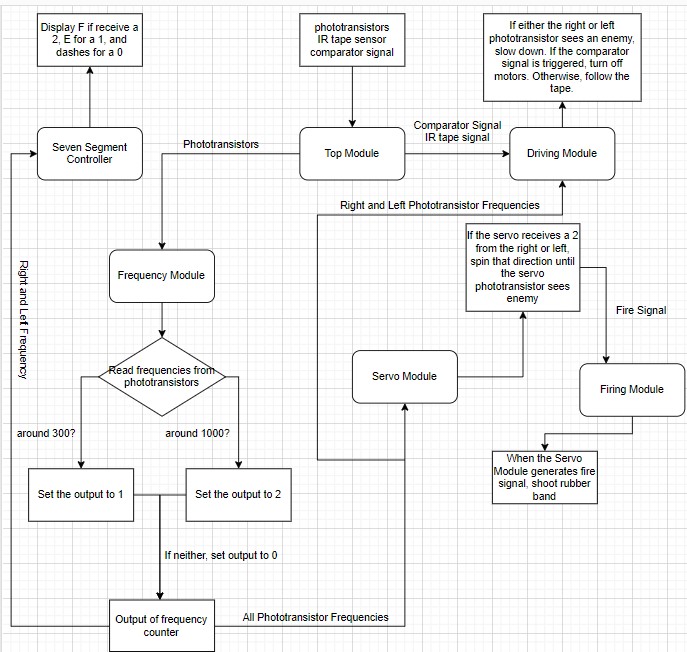 Display F if receive a
2, E for a 1, and
dashes for a 0
phototransistors
IR tape sensor
comparator signal
If either the right or left
phototransistor sees an enemy,
slow down. If the comparator
signal is triggered, turn off
motors. Otherwise, follow the
tape.
Seven Segment
Controller
Phototransistors
Top Module
Comparator Signal
IR tape signal
Driving Module
Right and Left Phototransistor Frequencies
If the servo receives a 2
from the right or left,
spin that direction until
the servo
phototransistor sees
enemy
Frequency Module
Right and Left Frequency
Fire Signal
Read frequencies from
phototransistors
Servo Module
Firing Module
around 300?
around 1000?
When the Servo
Module generates fire
signal, shoot rubber
band
Set the output to 1
Set the output to 2
If neither, set output to 0
Output of frequency
counter
All Phototransistor Frequencies